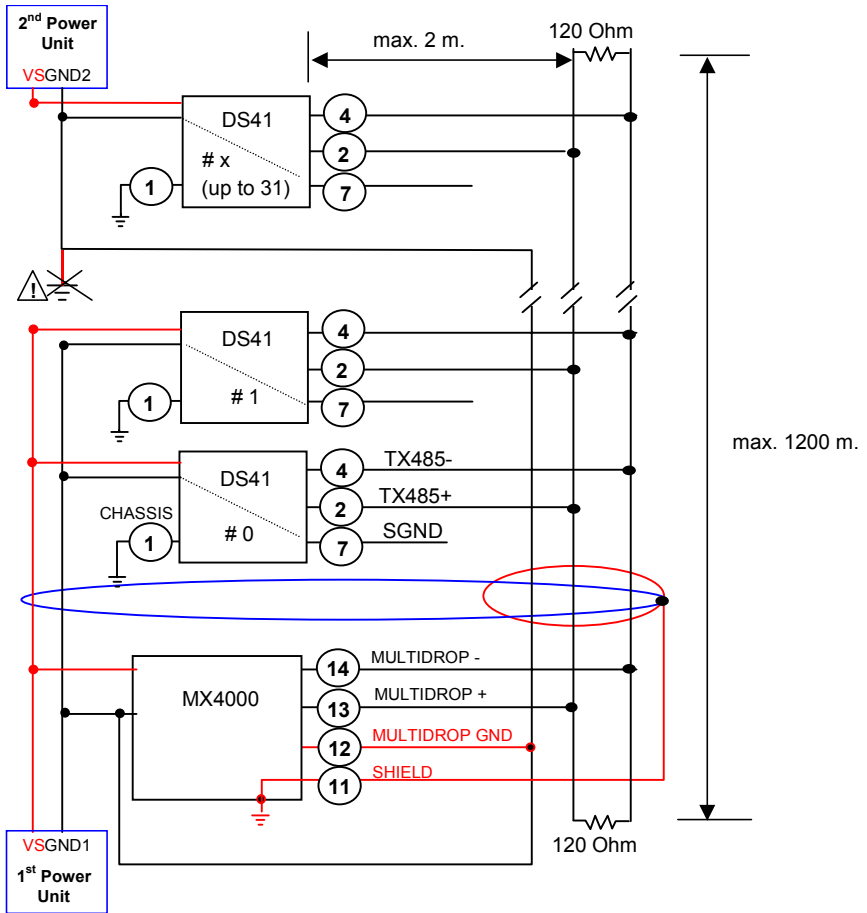 2nd Power
Unit
VSGND2
120 Ohm
max. 2 m.
DS41
# x
(up to 31)
4
2
7
1
!
DS41
# 1
4
2
7
1
max. 1200 m.
DS41
# 0
CHASSIS
1
4
TX485-
2
TX485+
7
SGND
MX4000
14
MULTIDROP -
13
MULTIDROP +
12
MULTIDROP GND
11
SHIELD
120 Ohm
VSGND1
1st Power
Unit